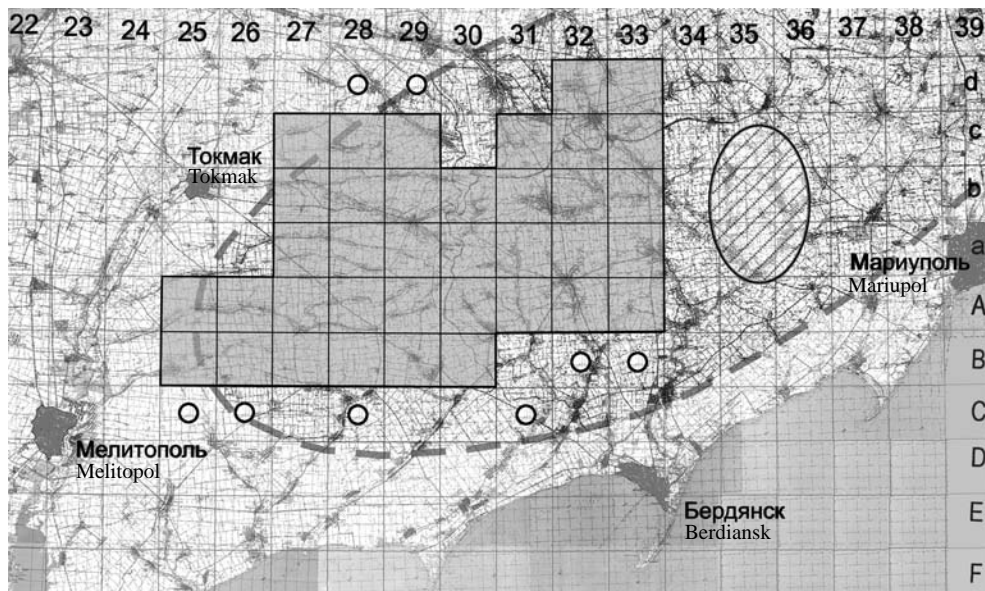 22 23 24 25 26 27 28 29 30 31 32 33 34 35 36 37 38 39
d
c
Токмак
Tokmak
b
a
Мариуполь
Mariupol
A
B
C
Мелитополь
Melitopol
D
Бердянск
Berdiansk
E
F